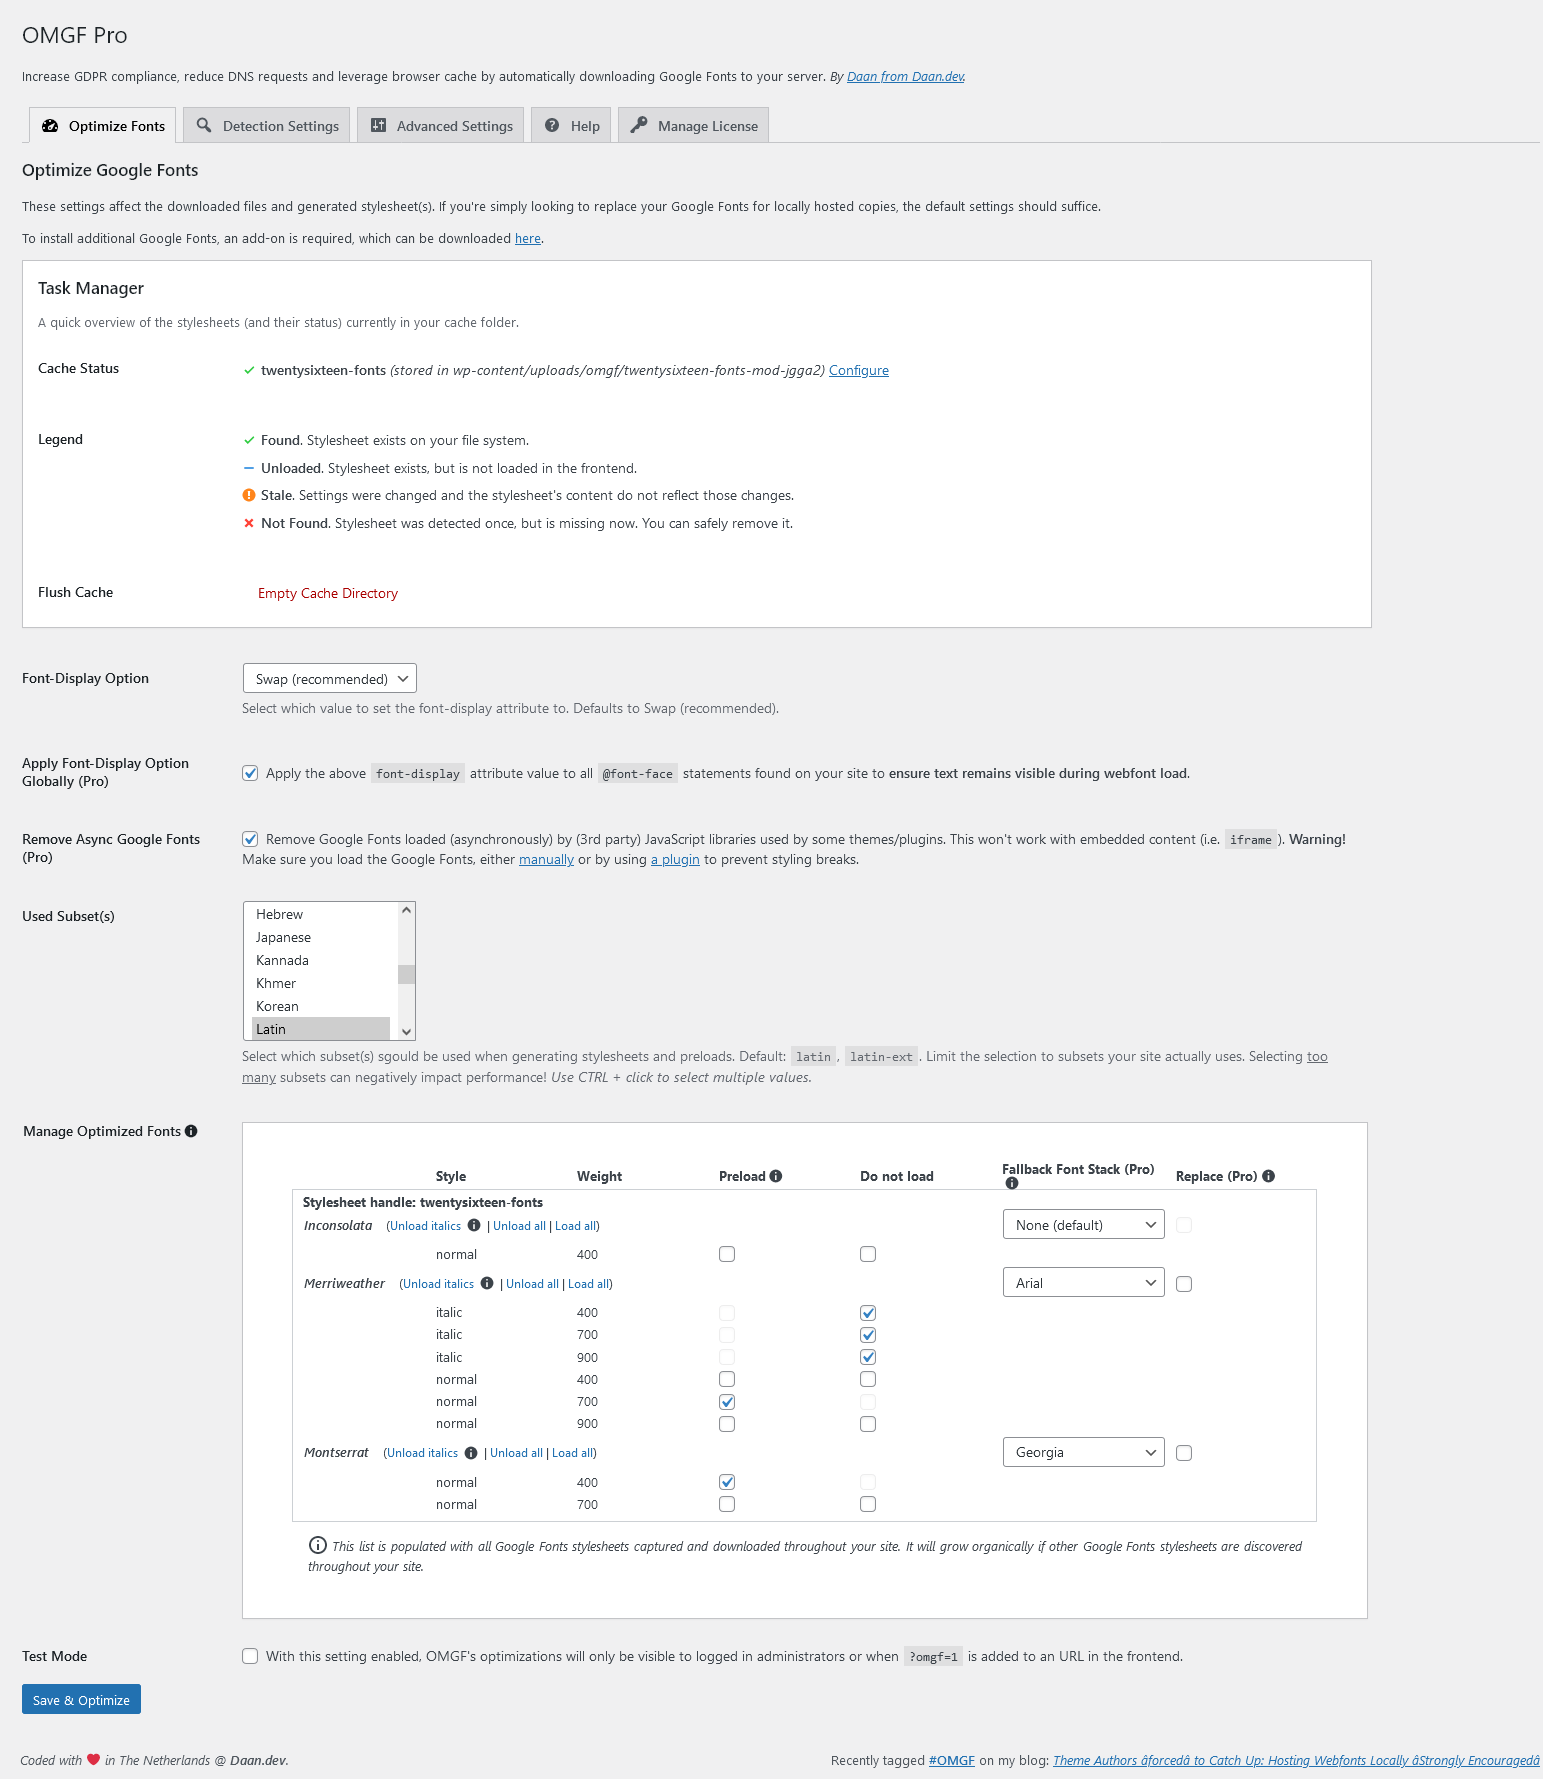 OMGF Pro
Increase GDPR compliance, reduce DNS requests and leverage browser cache by automatically downloading Google Fonts to your server. By Daan from Daan.dev.
Optimize Fonts Detection Settings Advanced Settings Help Manage License
Optimize Google Fonts
These settings affect the downloaded files and generated stylesheet(s). If you're simply looking to replace your Google Fonts for locally hosted copies, the default settings should suffice.
To install additional Google Fonts, an add-on is required, which can be downloaded here.
Task Manager
A quick overview of the stylesheets (and their status) currently in your cache folder.
Cache Status twentysixteen-fonts (stored in wp-content/uploads/omgf/twentysixteen-fonts-mod-jgga2) Configure
Legend Found. Stylesheet exists on your file system.
Unloaded. Stylesheet exists, but is not loaded in the frontend.
Stale. Settings were changed and the stylesheet's content do not reflect those changes.
Not Found. Stylesheet was detected once, but is missing now. You can safely remove it.
Flush Cache Empty Cache Directory
Font-Display Option Swap (recommended)
Select which value to set the font-display attribute to. Defaults to Swap (recommended).
Apply Font-Display Option
Globally (Pro)
Apply the above font-display attribute value to all @font-face statements found on your site to ensure text remains visible during webfont load.
Remove Async Google Fonts
(Pro)
Remove Google Fonts loaded (asynchronously) by (3rd party) JavaScript libraries used by some themes/plugins. This won't work with embedded content (i.e. iframe). Warning!
Make sure you load the Google Fonts, either manually or by using a plugin to prevent styling breaks.
Used Subset(s)
Hebrew
Japanese
Kannada
Khmer
Korean
Latin
Select which subset(s) sgould be used when generating stylesheets and preloads. Default: latin, latin-ext. Limit the selection to subsets your site actually uses. Selecting too
many subsets can negatively impact performance! Use CTRL + click to select multiple values.
Manage Optimized Fonts
Style Weight Preload Do not load Fallback Font Stack (Pro) Replace (Pro)
Stylesheet handle: twentysixteen-fonts
Inconsolata (Unload italics | Unload all | Load all) None (default)
normal 400
Merriweather (Unload italics | Unload all | Load all) Arial
italic 400
italic 700
italic 900
normal 400
normal 700
normal 900
Montserrat (Unload italics | Unload all | Load all) Georgia
normal 400
normal 700
This list is populated with all Google Fonts stylesheets captured and downloaded throughout your site. It will grow organically if other Google Fonts stylesheets are discovered
throughout your site.
Test Mode With this setting enabled, OMGF's optimizations will only be visible to logged in administrators or when ?omgf=1 is added to an URL in the frontend.
Save & Optimize
Coded with ❤ in The Netherlands @ Daan.dev.
Recently tagged #OMGF on my blog: Theme Authors âforcedâ to Catch Up: Hosting Webfonts Locally âStrongly Encouragedâ